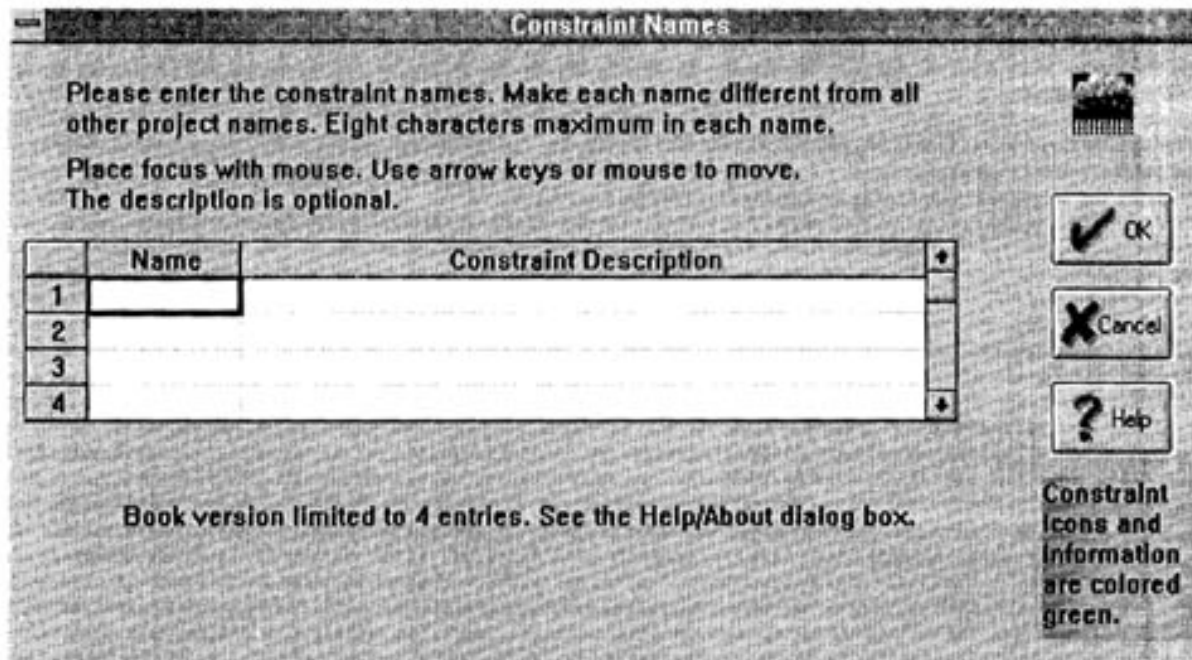 Constraint Names
Please enter the constraint names. Make each name different from all
other project names. Eight characters maximum in each name.
Place focus with mouse. Use arrow keys or mouse to move.
The description is optional.
Name Constraint Description
1
2
3
4
OK
Cancel
? Help
Book version limited to 4 entries. See the Help/About dialog box.
Constraint
icons and
information
are colored
green.